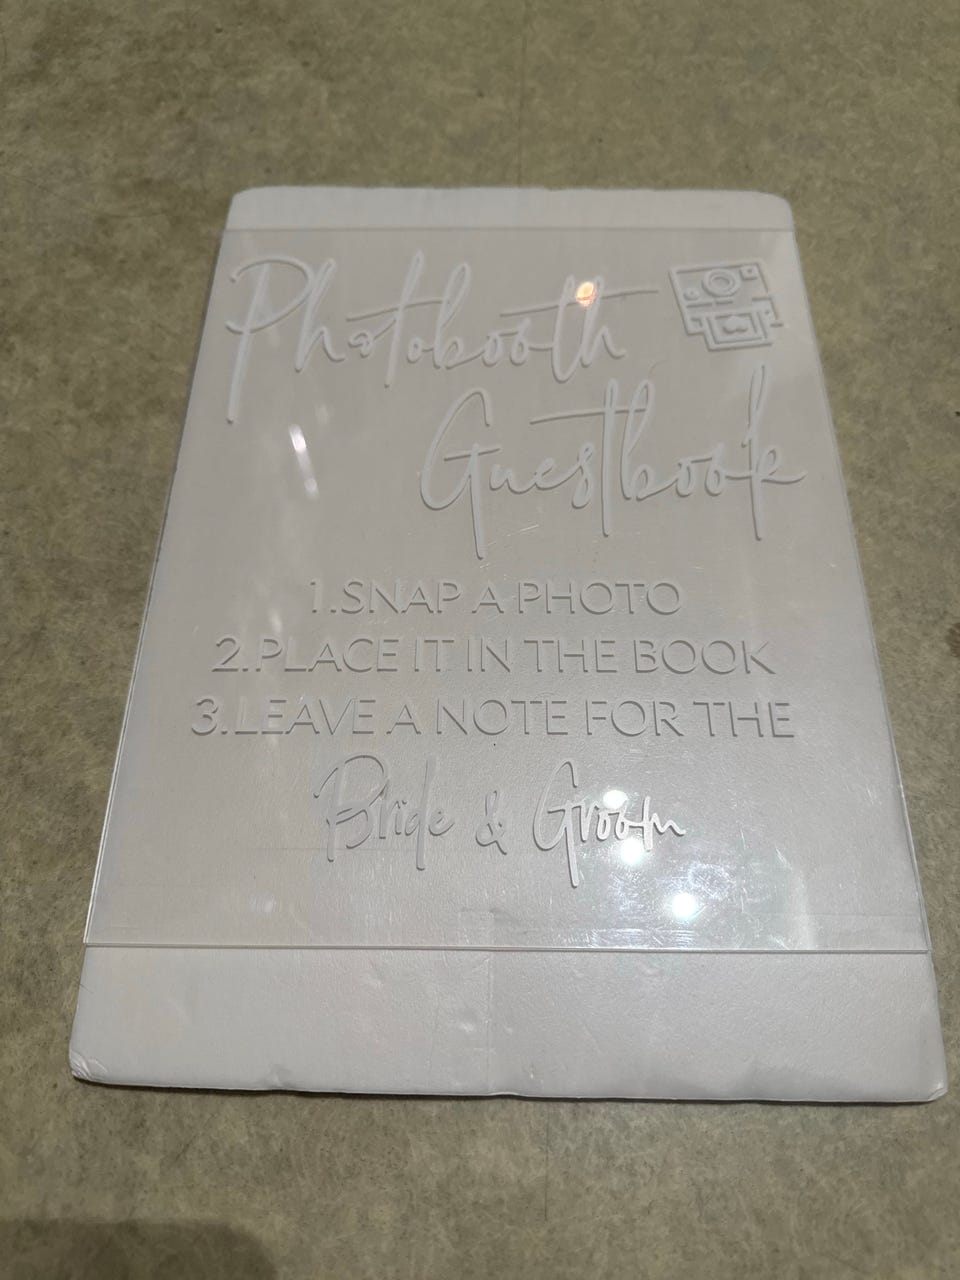 Photobooth
Guestbook
1.SNAP A PHOTO
2.PLACE IT IN THE BOOK
3.LEAVE A NOTE FOR THE
Bride & Groom